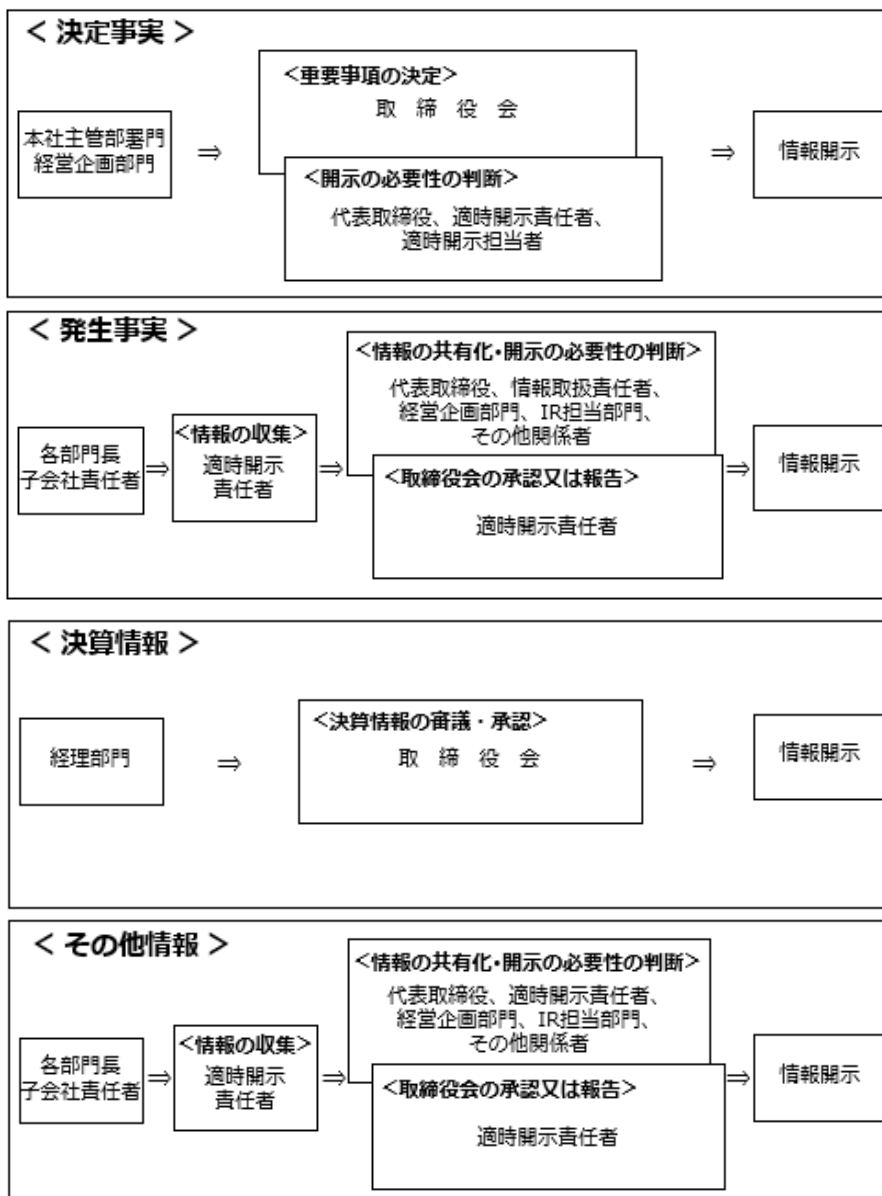 ＜ 決定事実 ＞
＜重要事項の決定＞
取 締 役 会
本社主管部署門
経営企画部門
⇒
⇒
情報開示
＜開示の必要性の判断＞
代表取締役、適時開示責任者、
適時開示担当者
＜ 発生事実 ＞
＜情報の共有化・開示の必要性の判断＞
代表取締役、情報取扱責任者、
経営企画部門、IR担当部門、
その他関係者
各部門長
子会社責任者
⇒
＜情報の収集＞
適時開示
責任者
⇒
＜取締役会の承認又は報告＞
適時開示責任者
⇒
情報開示
＜ 決算情報 ＞
経理部門
⇒
＜決算情報の審議・承認＞
取 締 役 会
⇒
情報開示
＜ その他情報 ＞
＜情報の共有化・開示の必要性の判断＞
代表取締役、適時開示責任者、
経営企画部門、IR担当部門、
その他関係者
各部門長
子会社責任者
⇒
＜情報の収集＞
適時開示
責任者
⇒
＜取締役会の承認又は報告＞
適時開示責任者
⇒
情報開示